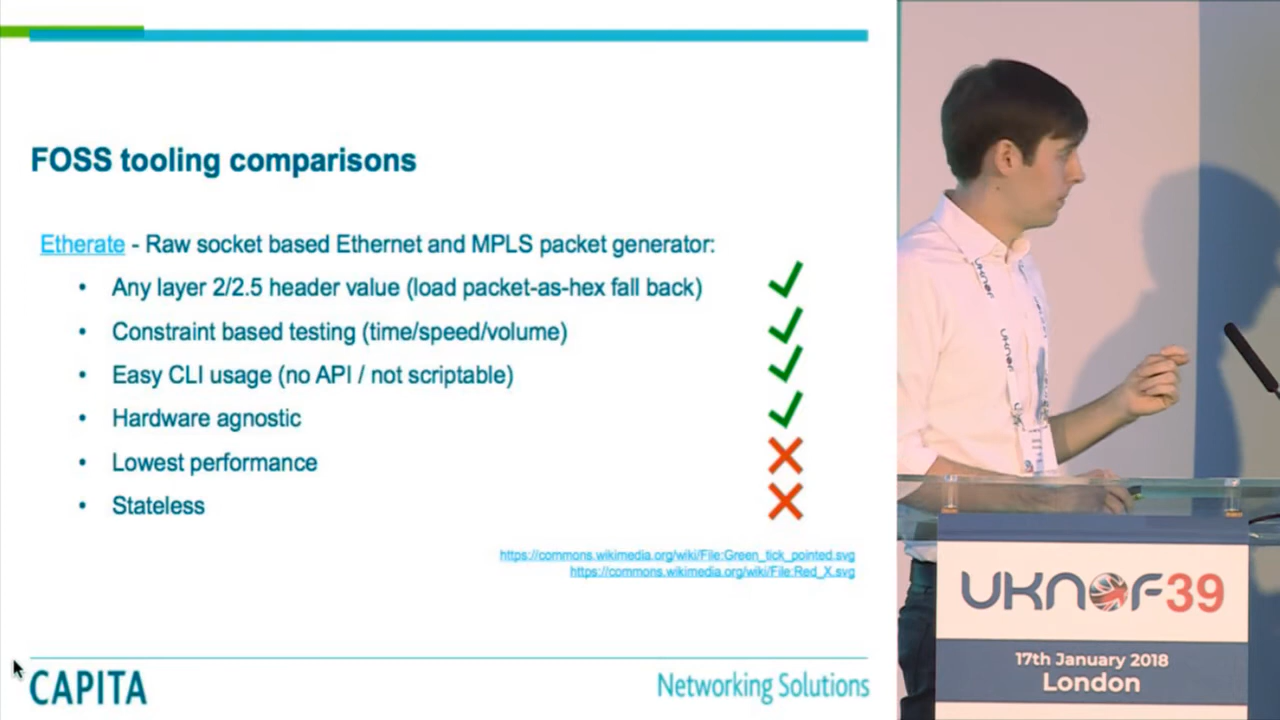 FOSS tooling comparisons
Etherate - Raw socket based Ethernet and MPLS packet generator:
• Any layer 2/2.5 header value (load packet-as-hex fall back)
• Constraint based testing (time/speed/volume)
• Easy CLI usage (no API / not scriptable)
• Hardware agnostic
• Lowest performance
• Stateless
https://commons.wikimedia.org/wiki/File:Green_tick_pointed.svg
https://commons.wikimedia.org/wiki/File:Red_X.svg
CAPITA
Networking Solutions
UKNOF
UKNOF
UKNOF39
17th January 2018
London